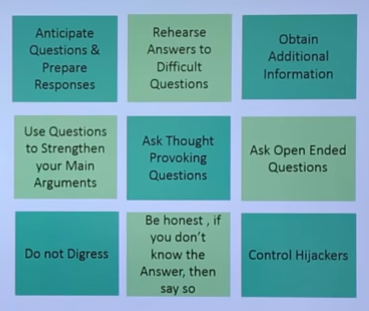 Anticipate
Questions &
Prepare
Responses
Rehearse
Answers to
Difficult
Questions
Obtain
Additional
Information
Use Questions
to Strengthen
your Main
Arguments
Ask Thought
Provoking
Questions
Ask Open Ended
Questions
Do not Digress
Be honest , if
you don't
know the
Answer, then
say so
Control Hijackers